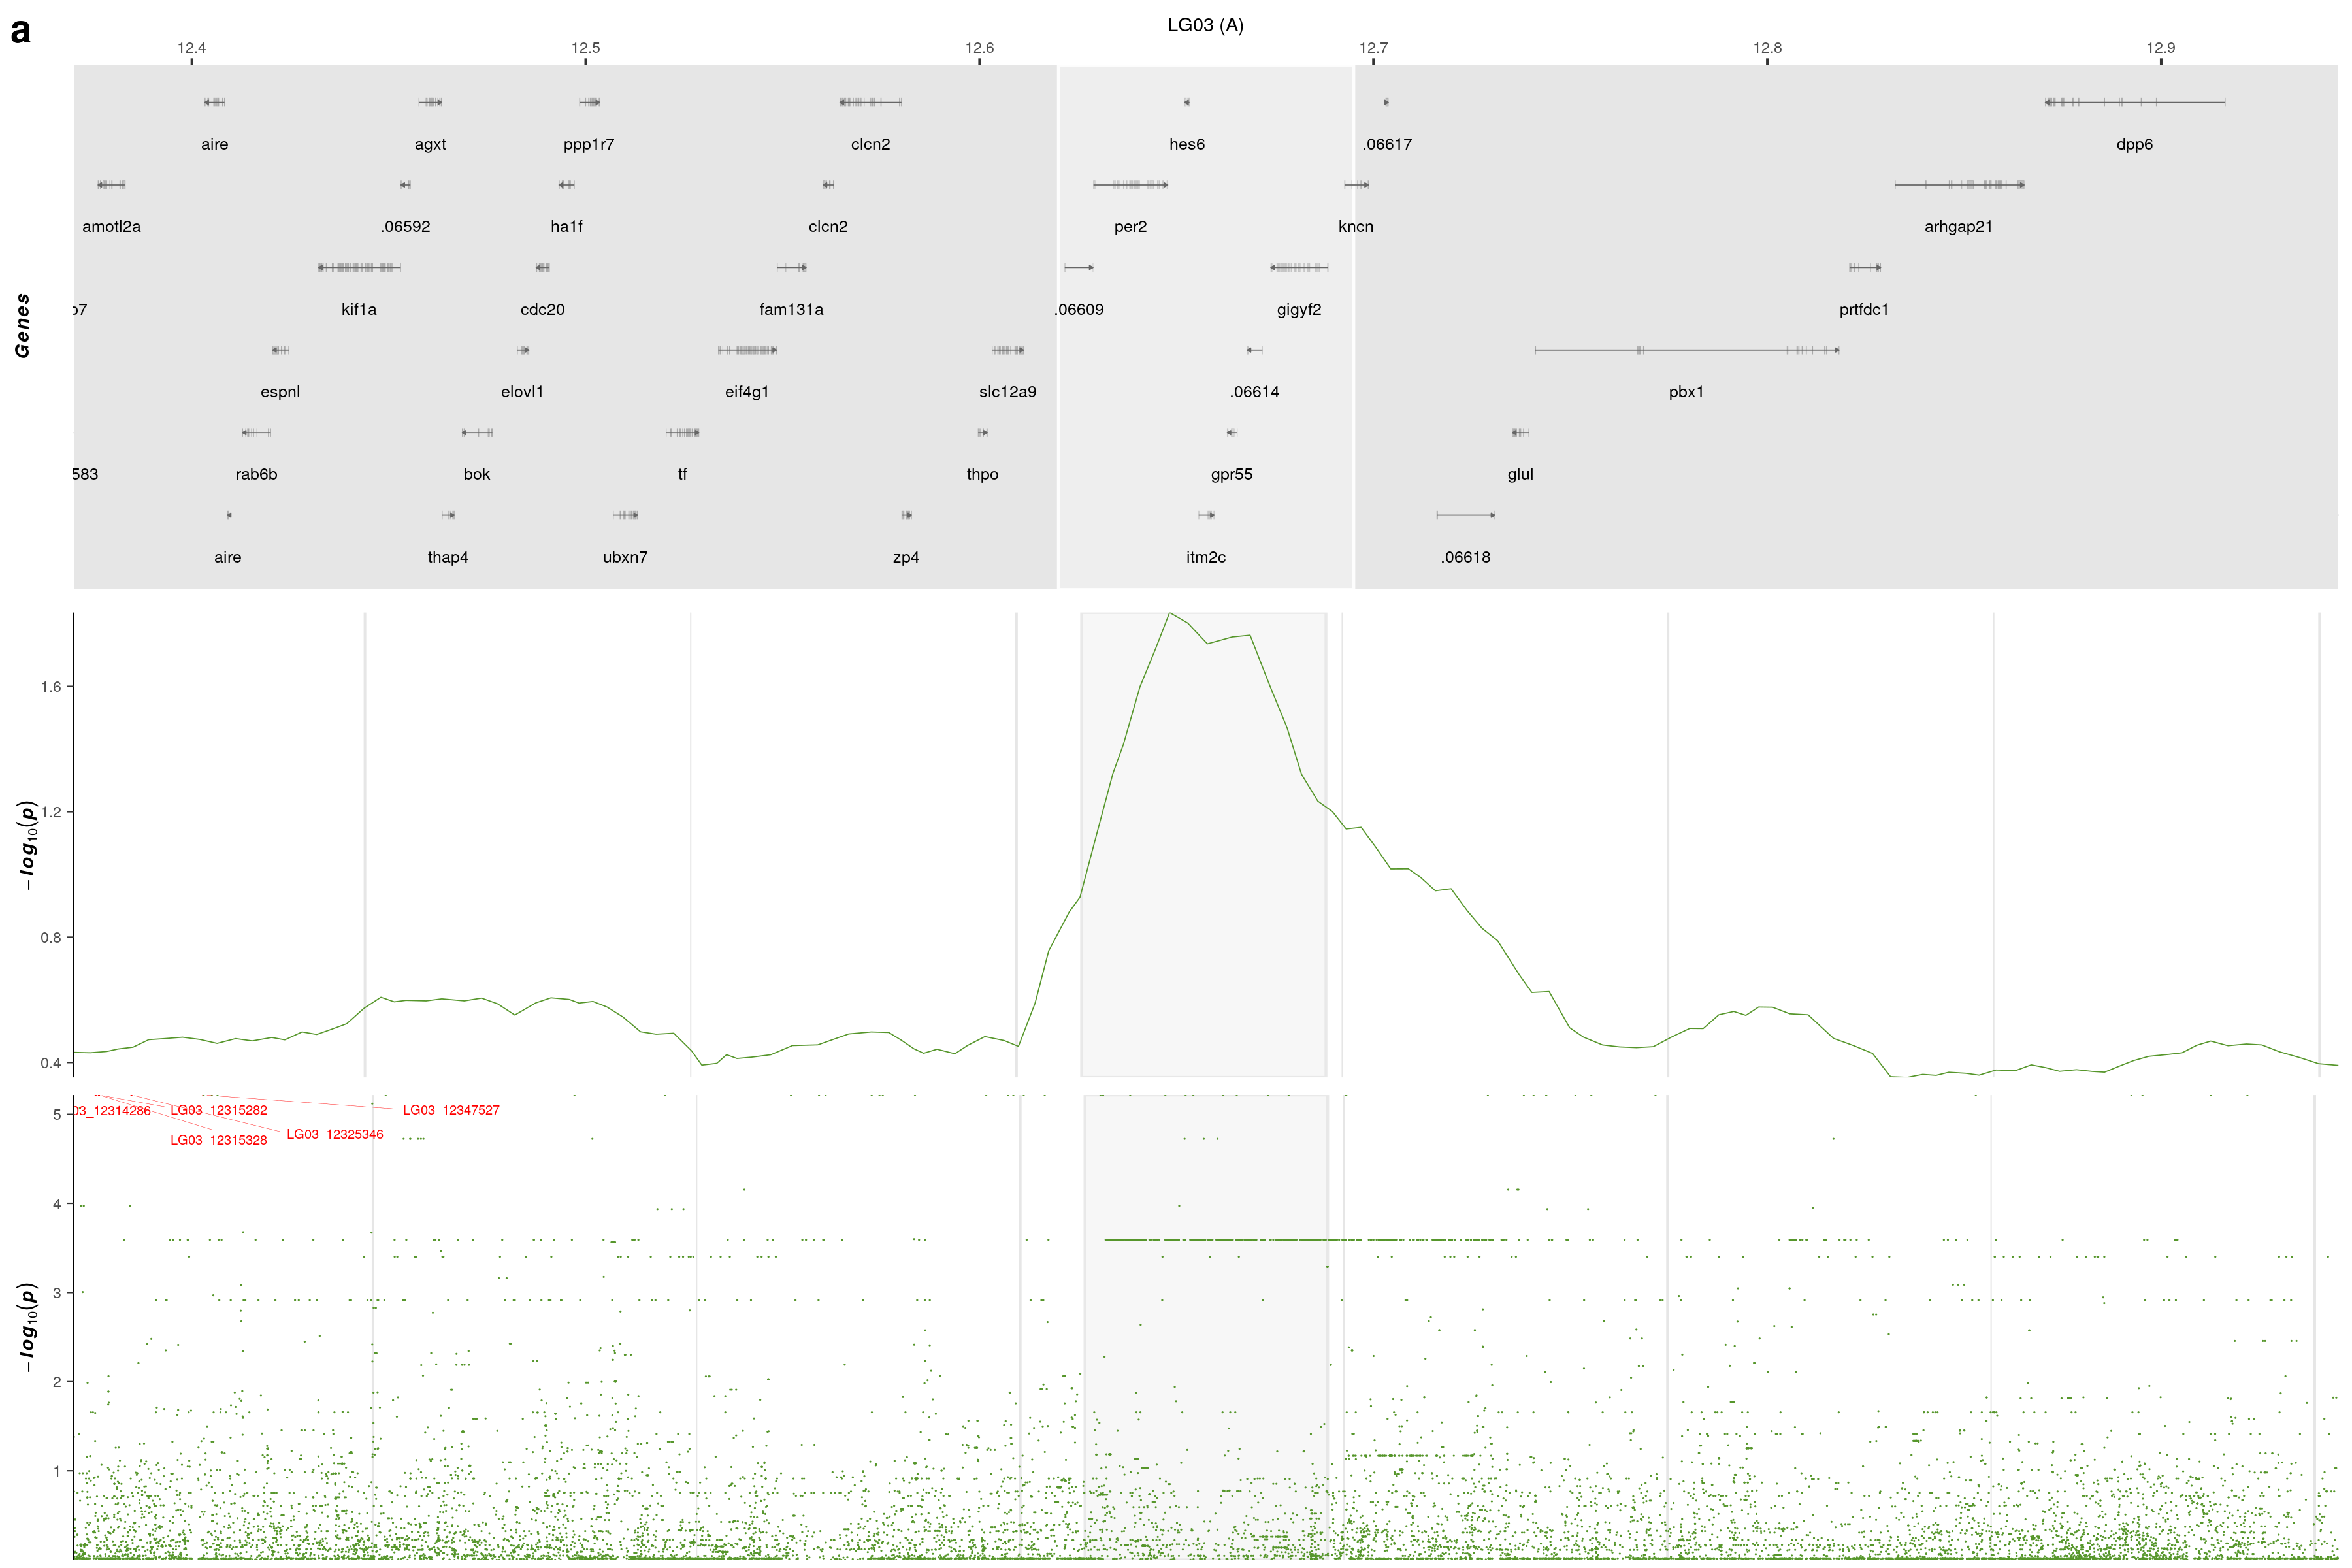 a
LG03 (A)
12.4 12.5 12.6 12.7 12.8 12.9
Genes
aire agxt ppp1r7 clcn2 hes6 .06617 dpp6
amotl2a .06592 ha1f clcn2 per2 kncn arhgap21
kif1a cdc20 fam131a .06609 gigyf2 prtfdc1
espnl elovl1 eif4g1 slc12a9 .06614 pbx1
583 rab6b bok tf thpo gpr55 glul
aire thap4 ubxn7 zp4 itm2c .06618
−log10(p)
1.6
1.2
0.8
0.4
−log10(p)
5
4
3
2
1
03_12314286 LG03_12315282 LG03_12347527
LG03_12315328 LG03_12325346